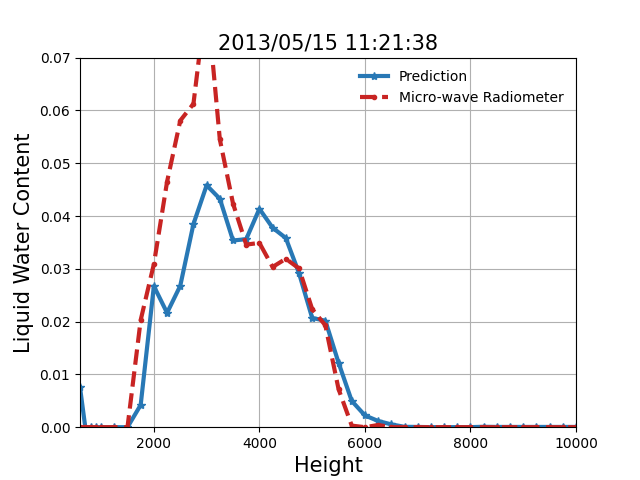 2013/05/15 11:21:38
Liquid Water Content
0.07
0.06
0.05
0.04
0.03
0.02
0.01
0.00
Prediction
Micro-wave Radiometer
2000 4000 6000 8000 10000
Height